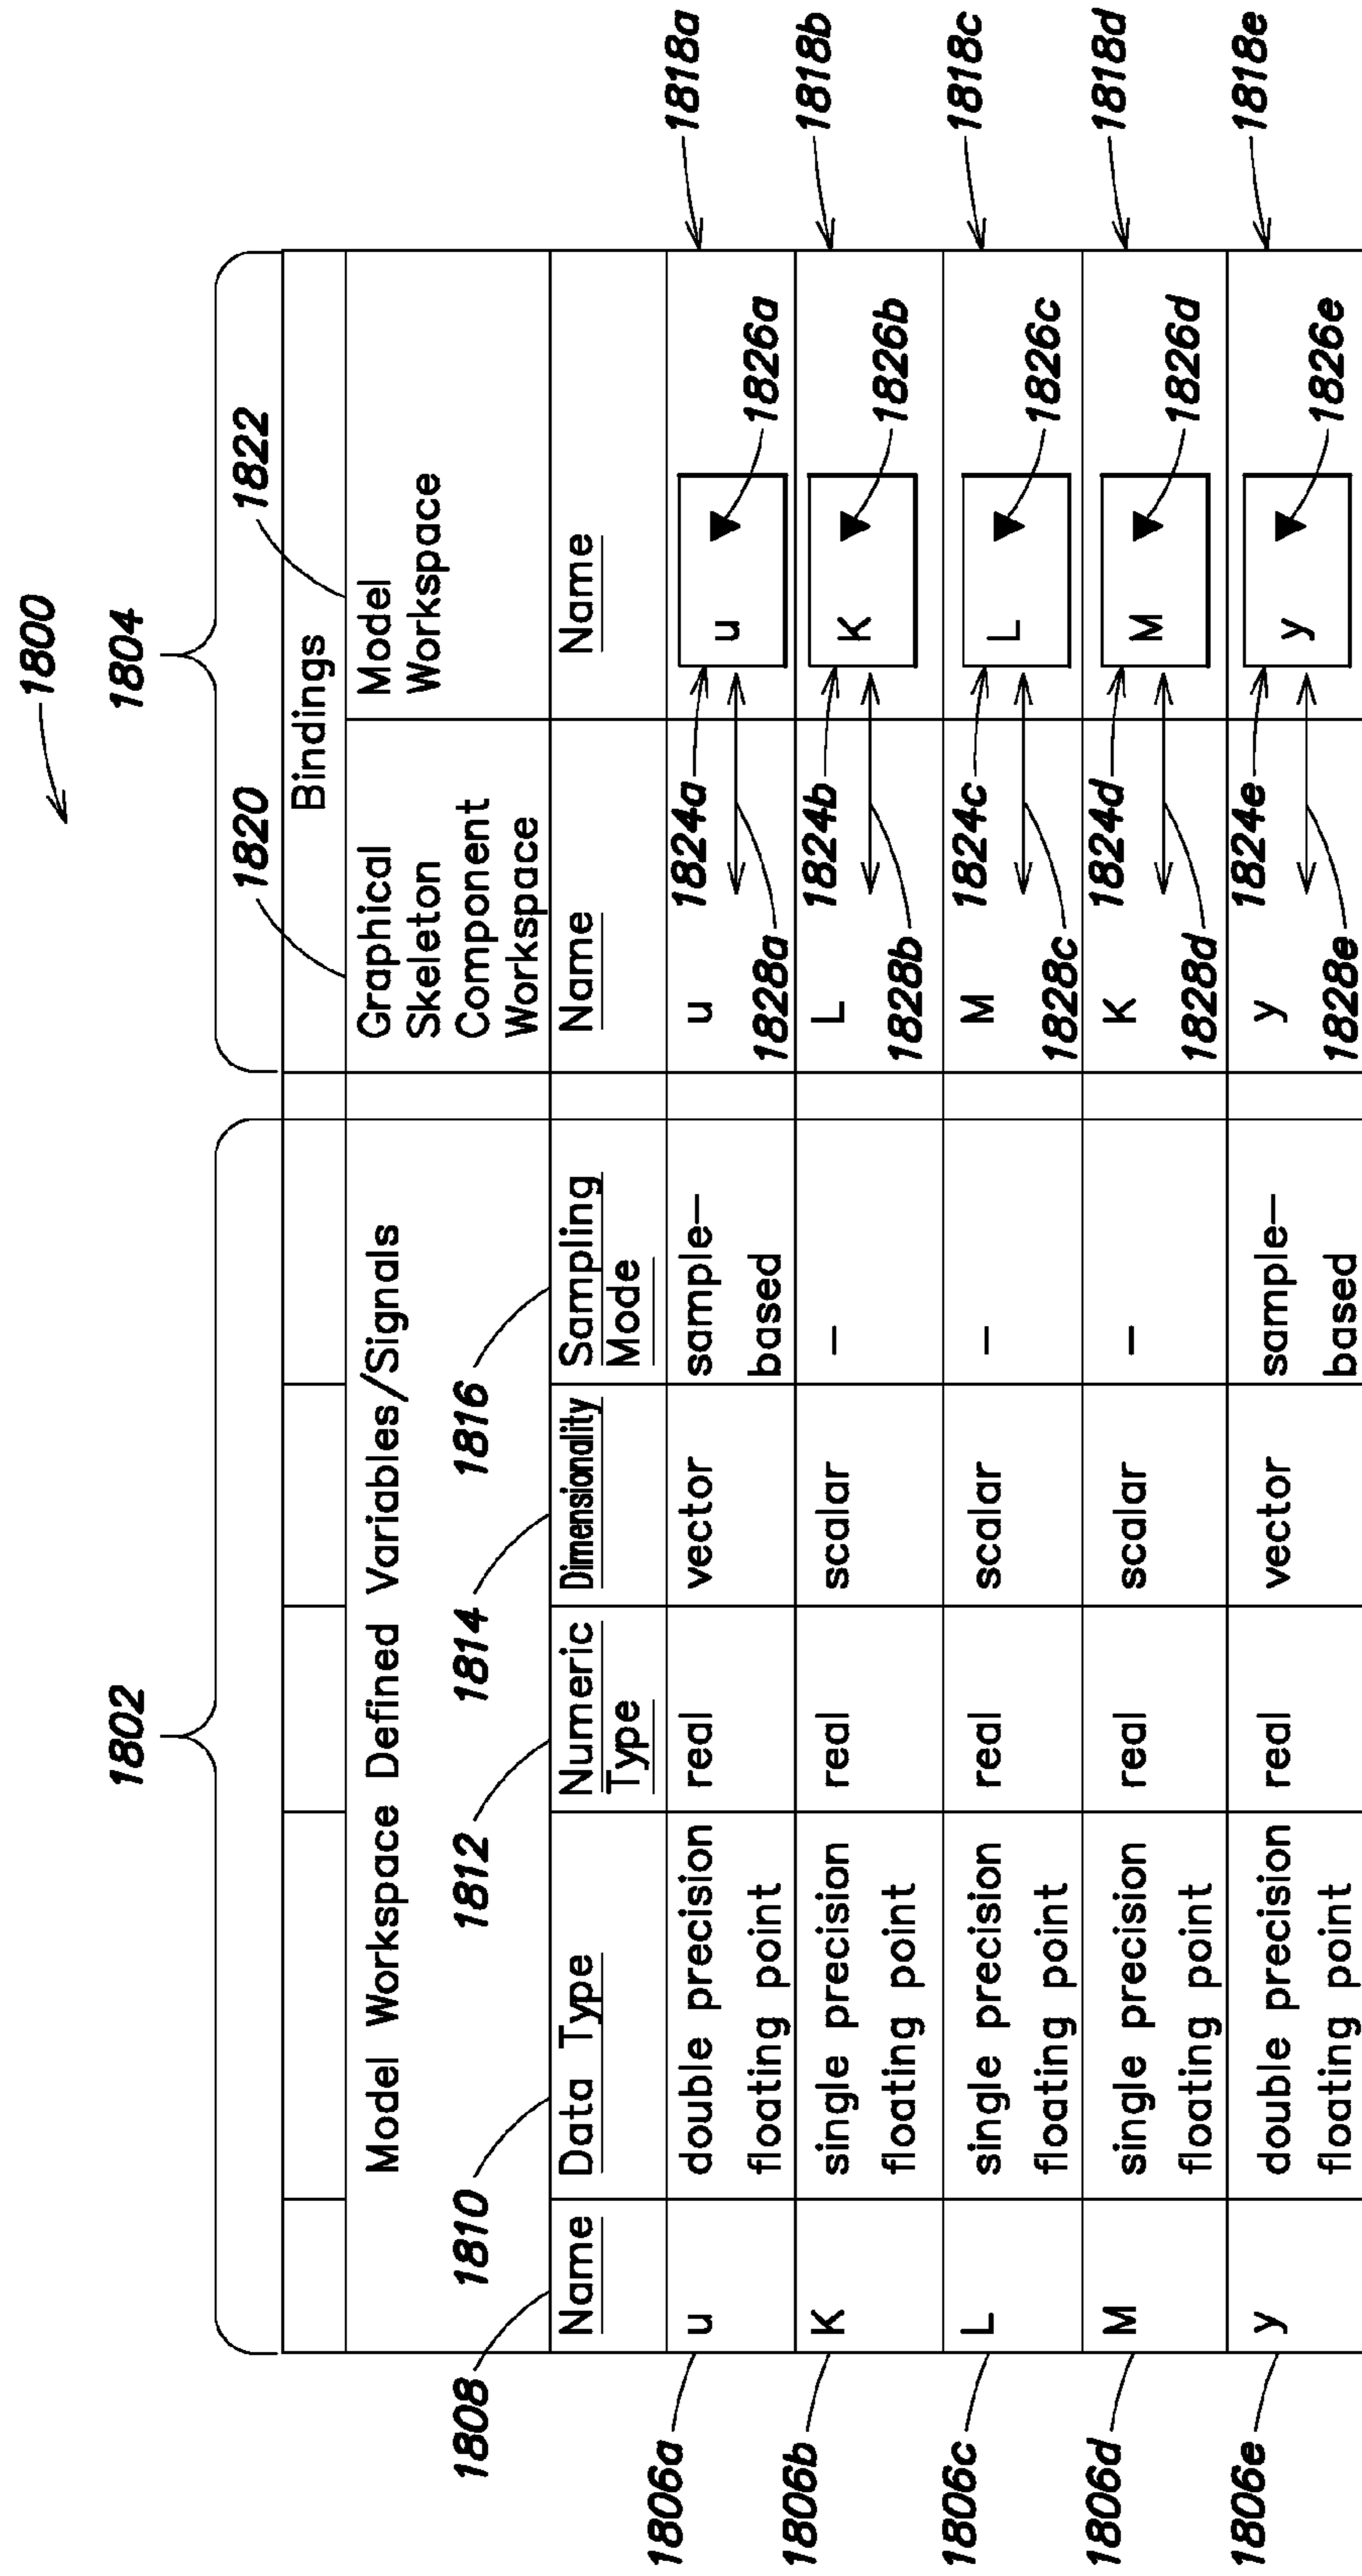 1800
1802
1804
1820
1822
Bindings
Model Workspace Defined Variables/Signals
Graphical
Skeleton
Component
Workspace
Model
Workspace
1808
1810
1812
1814
1816
Name
Data Type
Numeric
Type
Dimensionality
Sampling
Mode
Name
Name
1806a
u
double precision
floating point
real
vector
sample–
based
u
1824a
1828a
u
1826a
1818a
1806b
K
single precision
floating point
real
scalar
–
L
1824b
1828b
K
1826b
1818b
1806c
L
single precision
floating point
real
scalar
–
M
1824c
1828c
L
1826c
1818c
1806d
M
single precision
floating point
real
scalar
–
K
1824d
1828d
M
1826d
1818d
1806e
y
double precision
floating point
real
vector
sample–
based
y
1824e
1828e
y
1826e
1818e